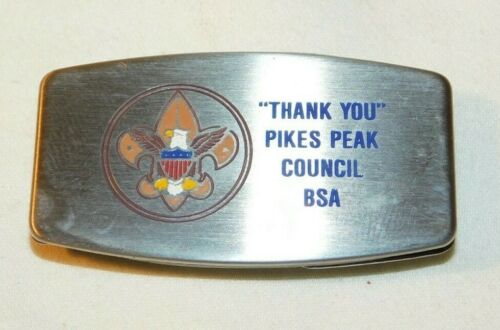 "THANK YOU"
PIKES PEAK
COUNCIL
BSA